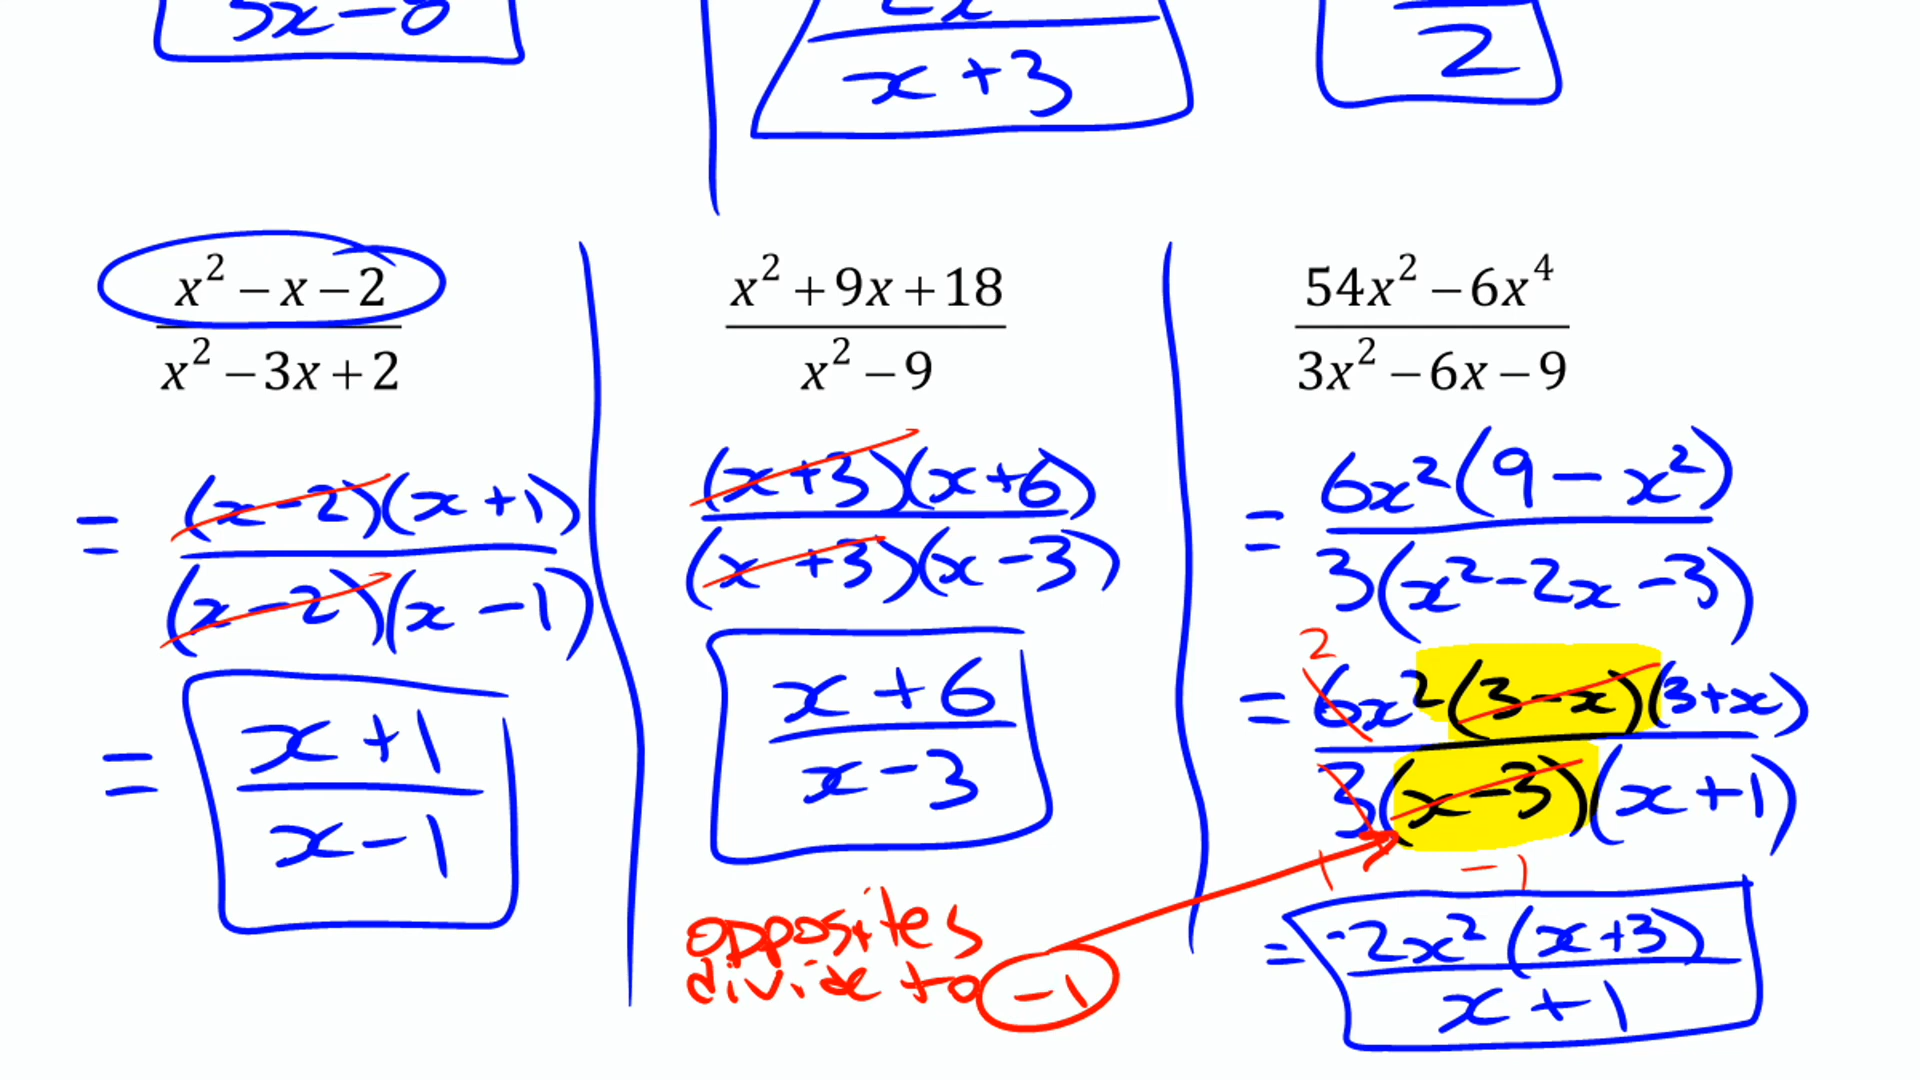 x + 3
2
x² − x − 2
x² − 3x + 2
= (x − 2)(x + 1)
(x − 2)(x − 1)
= x + 1
x − 1
x² + 9x + 18
x² − 9
(x + 3)(x + 6)
(x + 3)(x − 3)
x + 6
x − 3
opposites
divide to −1
54x² − 6x⁴
3x² − 6x − 9
= 6x²(9 − x²)
3(x² − 2x − 3)
2
= 6x²(3 − x)(3 + x)
3(x − 3)(x + 1)
1 −1
= -2x²(x + 3)
x + 1